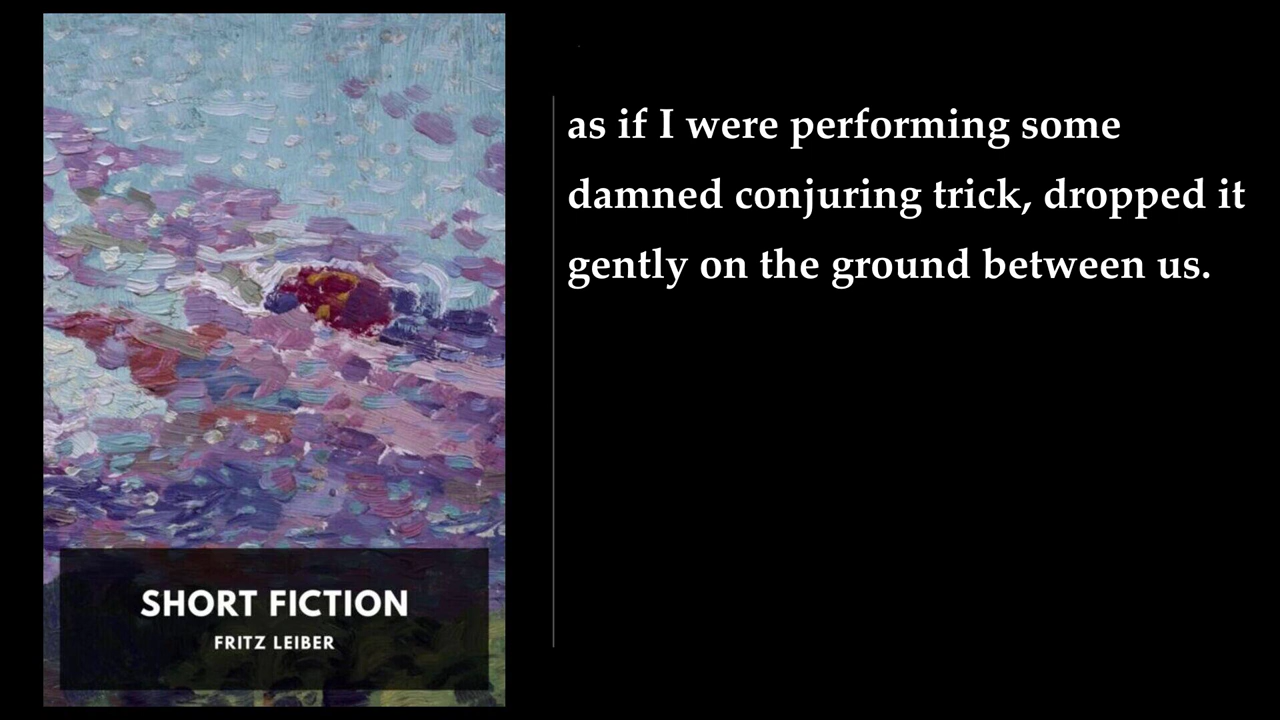 SHORT FICTION
FRITZ LEIBER
as if I were performing some
damned conjuring trick, dropped it
gently on the ground between us.